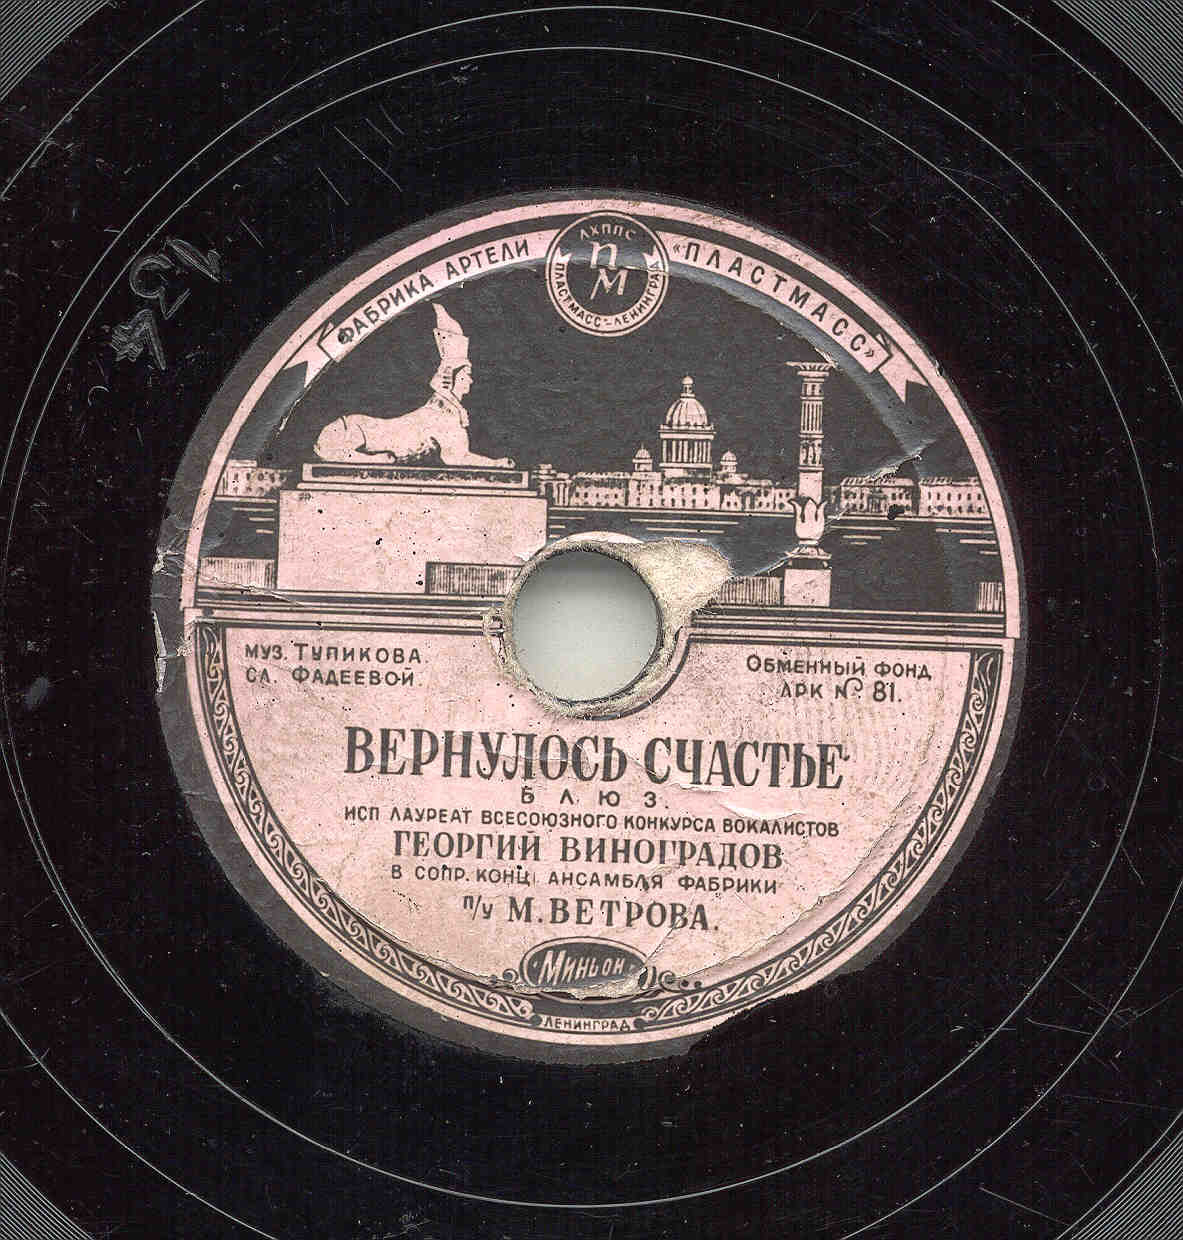 ФАБРИКА АРТЕЛИ «ПЛАСТМАСС»
ЛХППС
ПМ
"ПЛАСТМАСС"-ЛЕНИНГРАД
МУЗ. ТУПИКОВА.
СЛ. ФАДЕЕВОЙ.
ОБМЕННЫЙ ФОНД
АРК № 81.
ВЕРНУЛОСЬ СЧАСТЬЕ
БЛЮЗ.
ИСП ЛАУРЕАТ ВСЕСОЮЗНОГО КОНКУРСА ВОКАЛИСТОВ
ГЕОРГИЙ ВИНОГРАДОВ
В СОПР. КОНЦ. АНСАМБЛЯ ФАБРИКИ
П/У М. ВЕТРОВА.
МИНЬОН
ЛЕНИНГРАД